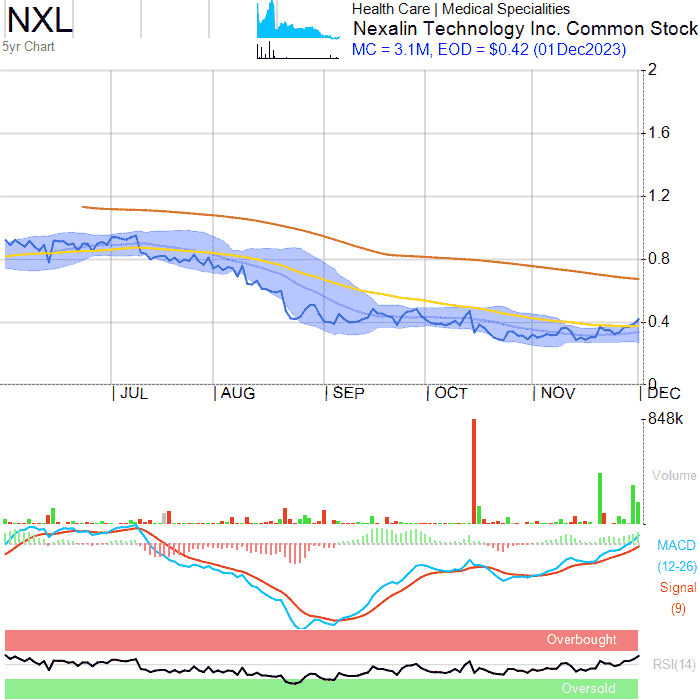 NXL
5yr Chart
Health Care | Medical Specialities
Nexalin Technology Inc. Common Stock
MC = 3.1M, EOD = $0.42 (01Dec2023)
2
1.6
1.2
0.8
0.4
0
JUL AUG SEP OCT NOV DEC
848k
Volume
MACD
(12-26)
Signal
(9)
Overbought
RSI(14)
Oversold